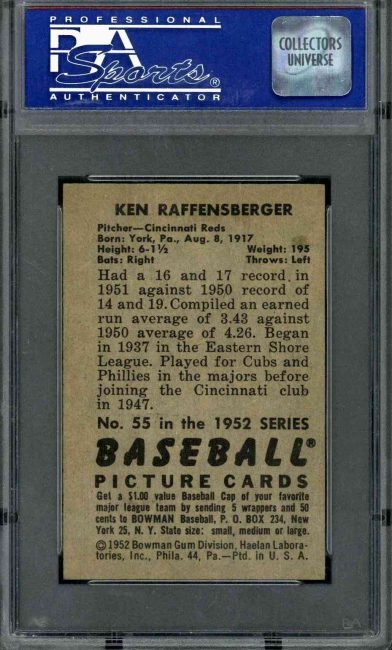 PROFESSIONAL
PSA
Sports®
AUTHENTICATOR
COLLECTORS
UNIVERSE
KEN RAFFENSBERGER
Pitcher—Cincinnati Reds
Born: York, Pa., Aug. 8, 1917
Height: 6-1½ Weight: 195
Bats: Right Throws: Left
Had a 16 and 17 record in
1951 against 1950 record of
14 and 19. Compiled an earned
run average of 3.43 against
1950 average of 4.26. Began
in 1937 in the Eastern Shore
League. Played for Cubs and
Phillies in the majors before
joining the Cincinnati club
in 1947.
No. 55 in the 1952 SERIES
BASEBALL®
PICTURE CARDS
Get a $1.00 value Baseball Cap of your favorite
major league team by sending 5 wrappers and 50
cents to BOWMAN Baseball, P. O. BOX 234, New
York 25, N. Y. State size: small, medium or large.
©1952 Bowman Gum Division, Haelan Labora-
tories, Inc., Phila. 44, Pa.—Ptd. in U. S. A.
PSA